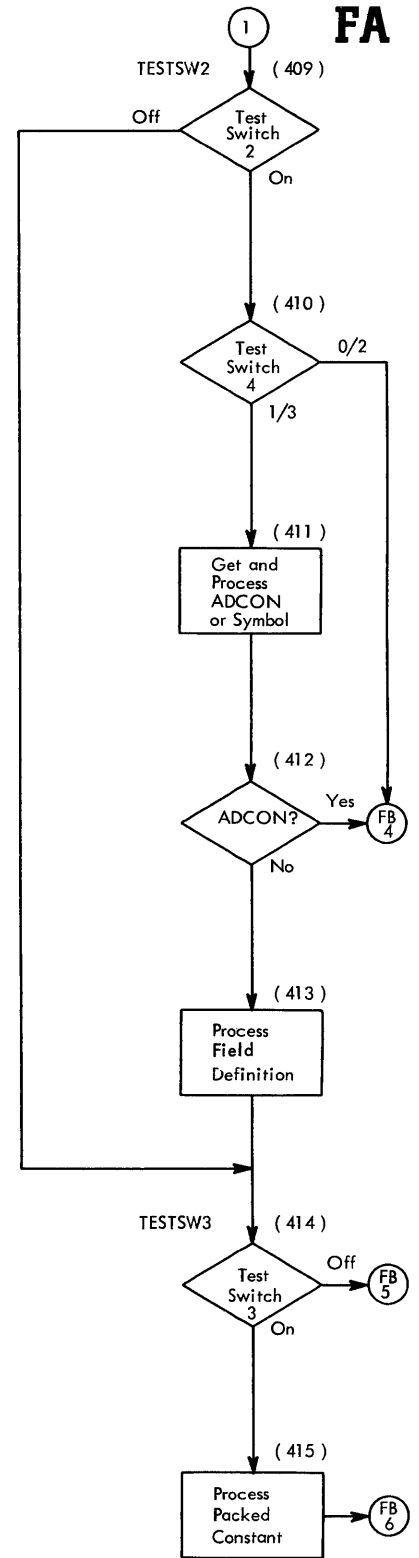 1
FA
TESTSW2
( 409 )
Off
Test
Switch
2
On
( 410 )
Test
Switch
4
0/2
1/3
( 411 )
Get and
Process
ADCON
or Symbol
( 412 )
ADCON?
Yes
FB
4
No
( 413 )
Process
Field
Definition
TESTSW3
( 414 )
Test
Switch
3
Off
FB
5
On
( 415 )
Process
Packed
Constant
FB
6